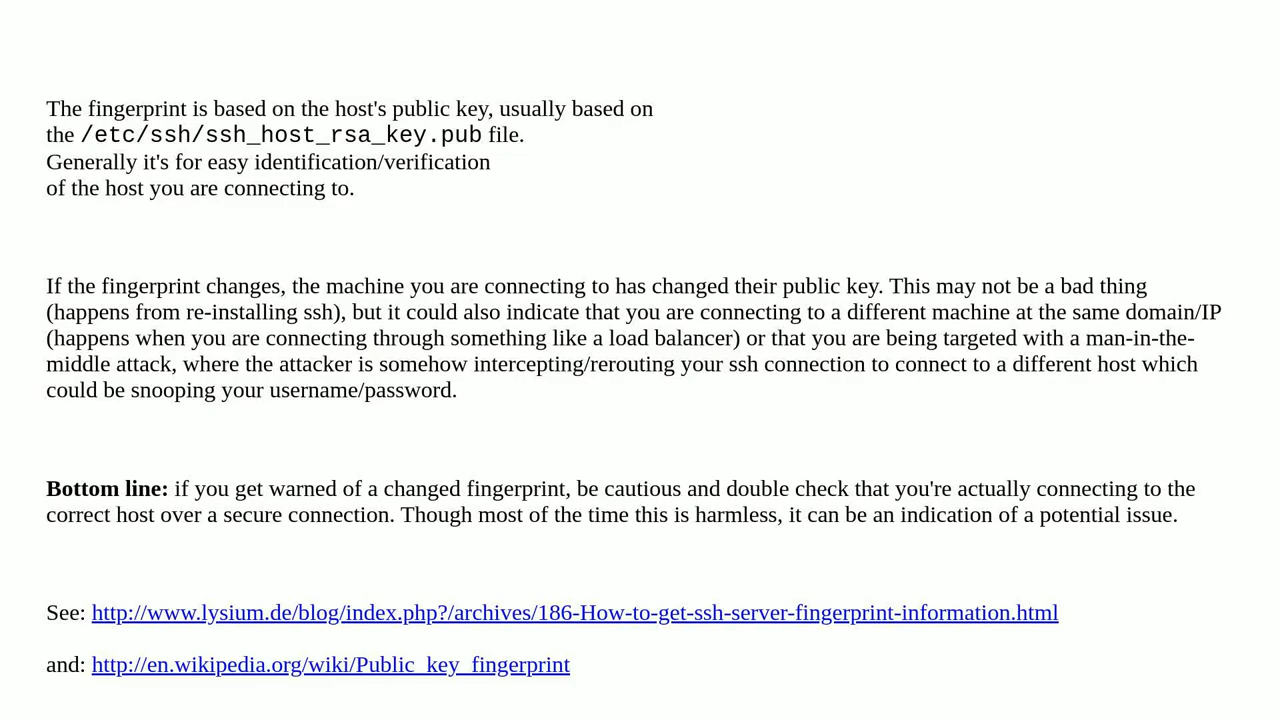 The fingerprint is based on the host's public key, usually based on
the /etc/ssh/ssh_host_rsa_key.pub file.
Generally it's for easy identification/verification
of the host you are connecting to.
If the fingerprint changes, the machine you are connecting to has changed their public key. This may not be a bad thing
(happens from re-installing ssh), but it could also indicate that you are connecting to a different machine at the same domain/IP
(happens when you are connecting through something like a load balancer) or that you are being targeted with a man-in-the-
middle attack, where the attacker is somehow intercepting/rerouting your ssh connection to connect to a different host which
could be snooping your username/password.
Bottom line: if you get warned of a changed fingerprint, be cautious and double check that you're actually connecting to the
correct host over a secure connection. Though most of the time this is harmless, it can be an indication of a potential issue.
See: http://www.lysium.de/blog/index.php?/archives/186-How-to-get-ssh-server-fingerprint-information.html
and: http://en.wikipedia.org/wiki/Public_key_fingerprint